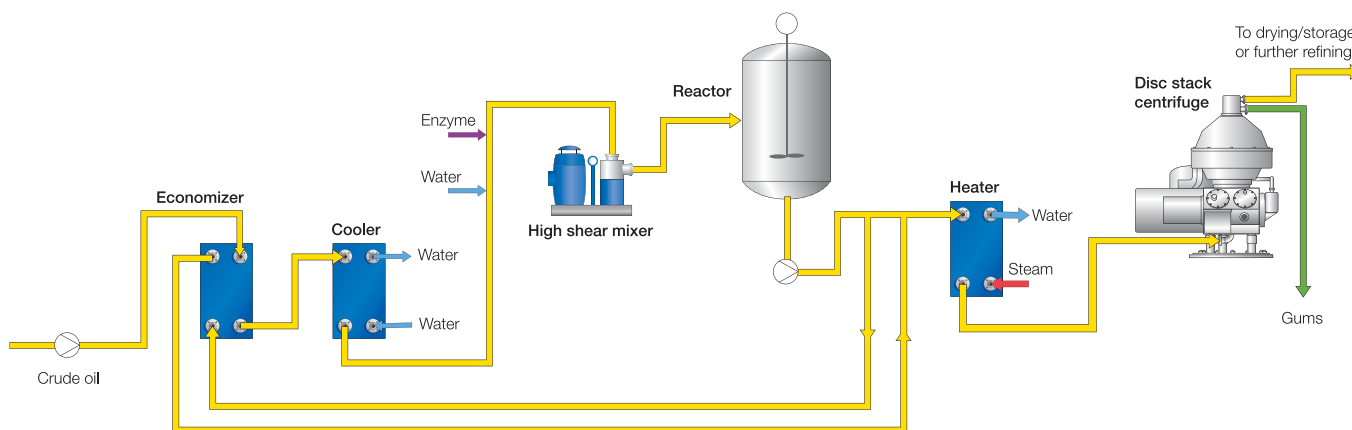 To drying/storage
or further refining
Disc stack
centrifuge
Reactor
Enzyme
Water
Economizer
Heater
Water
High shear mixer
Cooler
Water
Steam
Water
Gums
Crude oil